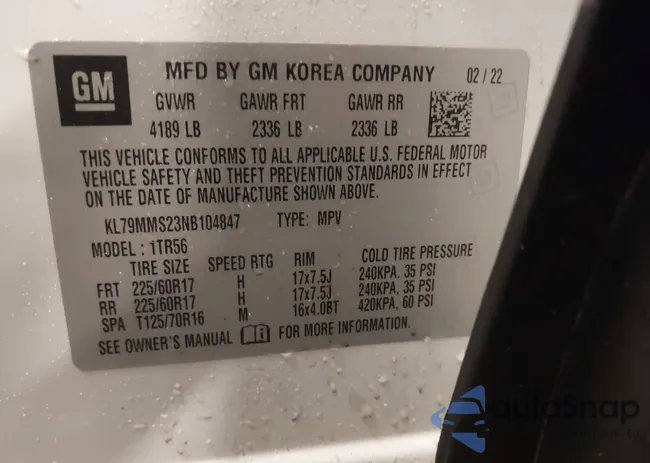 GM
MFD BY GM KOREA COMPANY 02 / 22
GVWR GAWR FRT GAWR RR
4189 LB 2336 LB 2336 LB
THIS VEHICLE CONFORMS TO ALL APPLICABLE U.S. FEDERAL MOTOR
VEHICLE SAFETY AND THEFT PREVENTION STANDARDS IN EFFECT
ON THE DATE OF MANUFACTURE SHOWN ABOVE.
KL79MMS23NB104847 TYPE: MPV
MODEL: 1TR56
TIRE SIZE SPEED RTG RIM COLD TIRE PRESSURE
FRT 225/60R17 H 17x7.5J 240KPA, 35 PSI
RR 225/60R17 H 17x7.5J 240KPA, 35 PSI
SPA T125/70R16 M 16x4.0BT 420KPA, 60 PSI
SEE OWNER'S MANUAL FOR MORE INFORMATION.
autoSnap